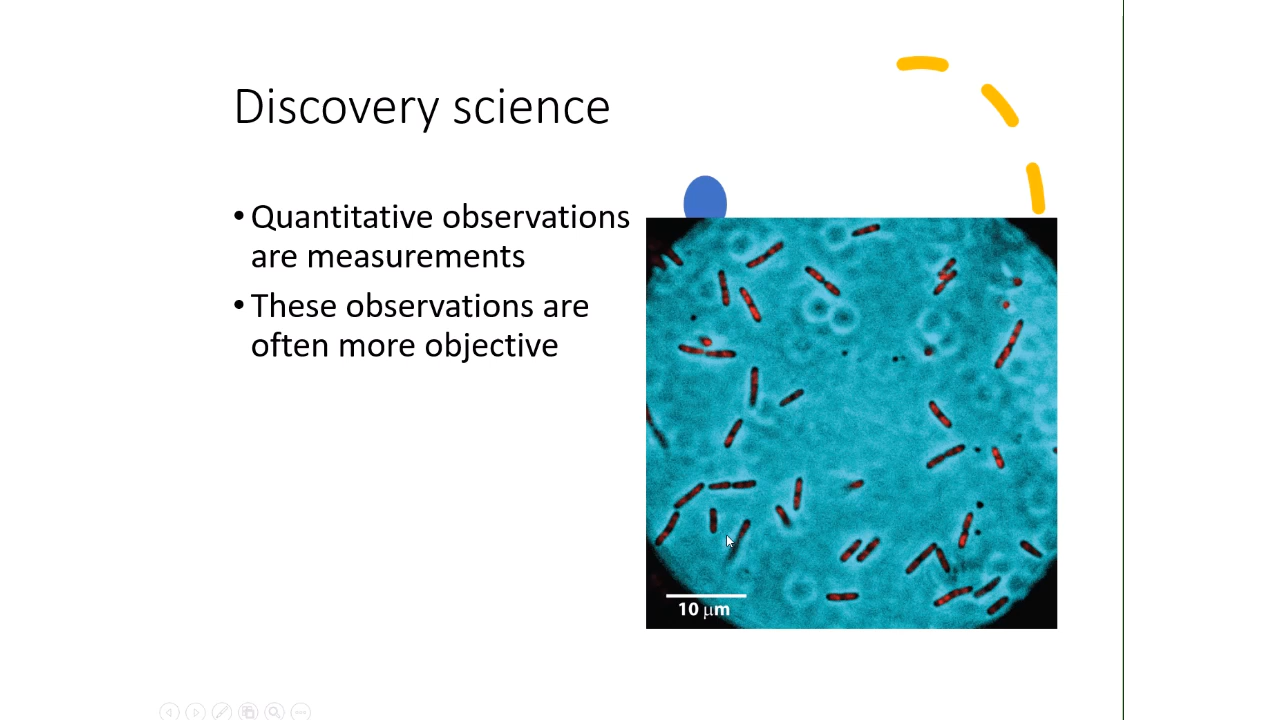 Discovery science
• Quantitative observations
are measurements
• These observations are
often more objective
10 μm